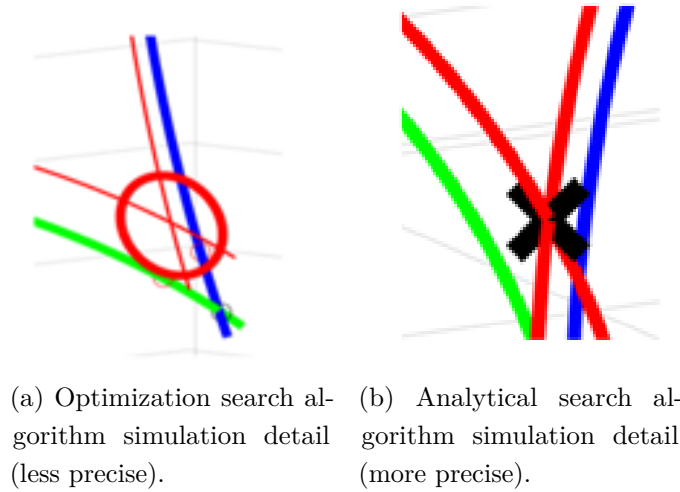 (a) Optimization search al-
gorithm simulation detail
(less precise).
(b) Analytical search al-
gorithm simulation detail
(more precise).